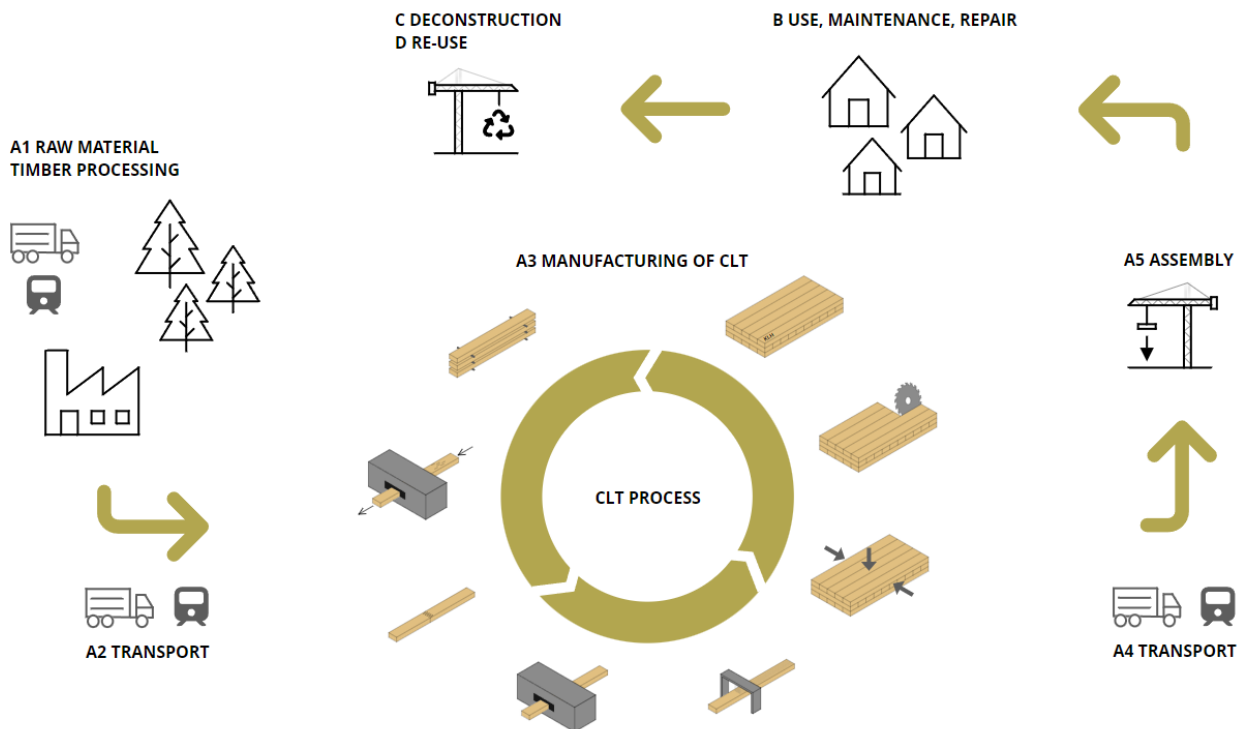 C DECONSTRUCTION
D RE-USE
B USE, MAINTENANCE, REPAIR
A1 RAW MATERIAL
TIMBER PROCESSING
A3 MANUFACTURING OF CLT
A5 ASSEMBLY
CLT PROCESS
A2 TRANSPORT
A4 TRANSPORT